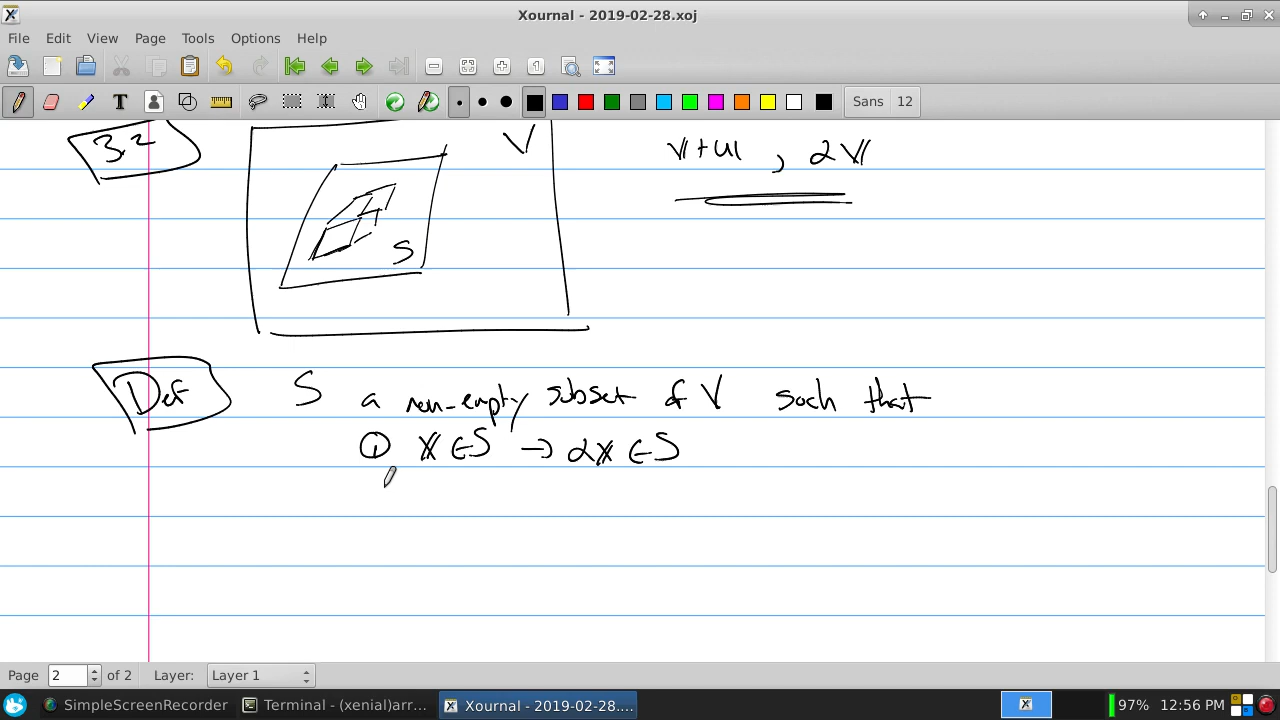 Xournal - 2019-02-28.xoj
File Edit View Page Tools Options Help
Sans 12
3.2
V
V+U , αV
S
Def S a non-empty subset of V such that
① X ∈ S → αX ∈ S
Page 2 of 2 Layer: Layer 1
SimpleScreenRecorder Terminal - (xenial)arr... Xournal - 2019-02-28.... 97% 12:56 PM